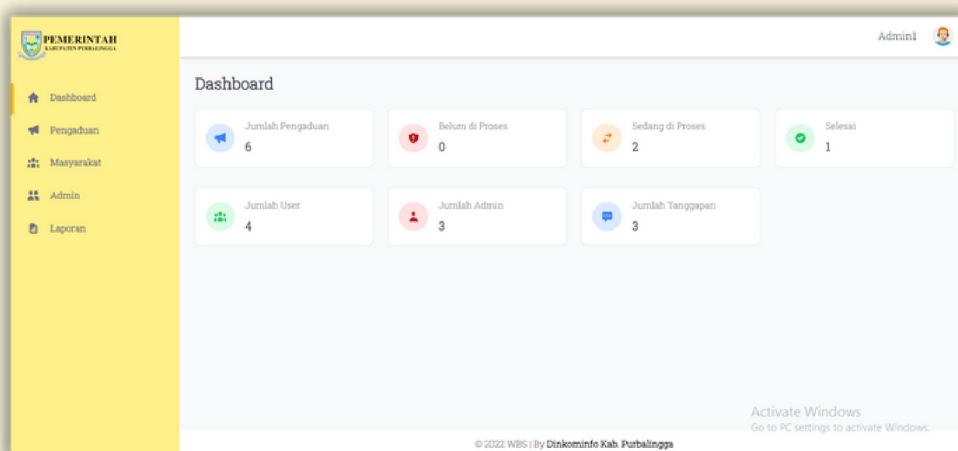 PEMERINTAH
KABUPATEN PURBALINGGA
Admin1
Dashboard
Pengaduan
Masyarakat
Admin
Laporan
Dashboard
Jumlah Pengaduan
6
Belum di Proses
0
Sedang di Proses
2
Selesai
1
Jumlah User
4
Jumlah Admin
3
Jumlah Tanggapan
3
Activate Windows
Go to PC settings to activate Windows.
© 2022 WBS | By Dinkominfo Kab. Purbalingga